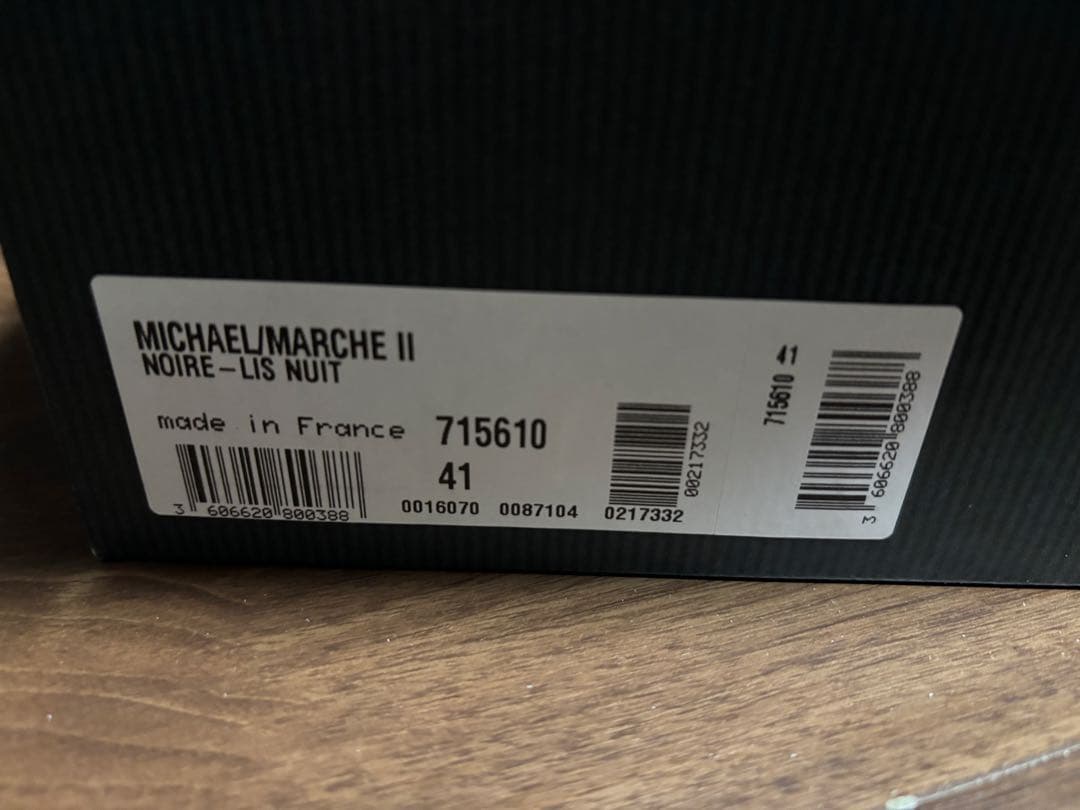 MICHAEL/MARCHE II
NOIRE-LIS NUIT
made in France 715610
41
3 606620 800388
0016070 0087104 0217332
00217332
715610 41
3 606620 800388